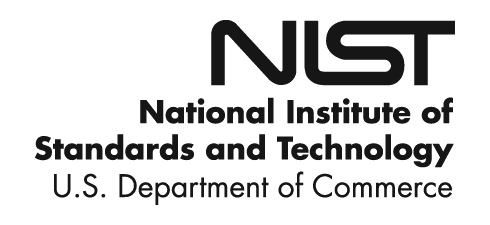 NIST
National Institute of
Standards and Technology
U.S. Department of Commerce